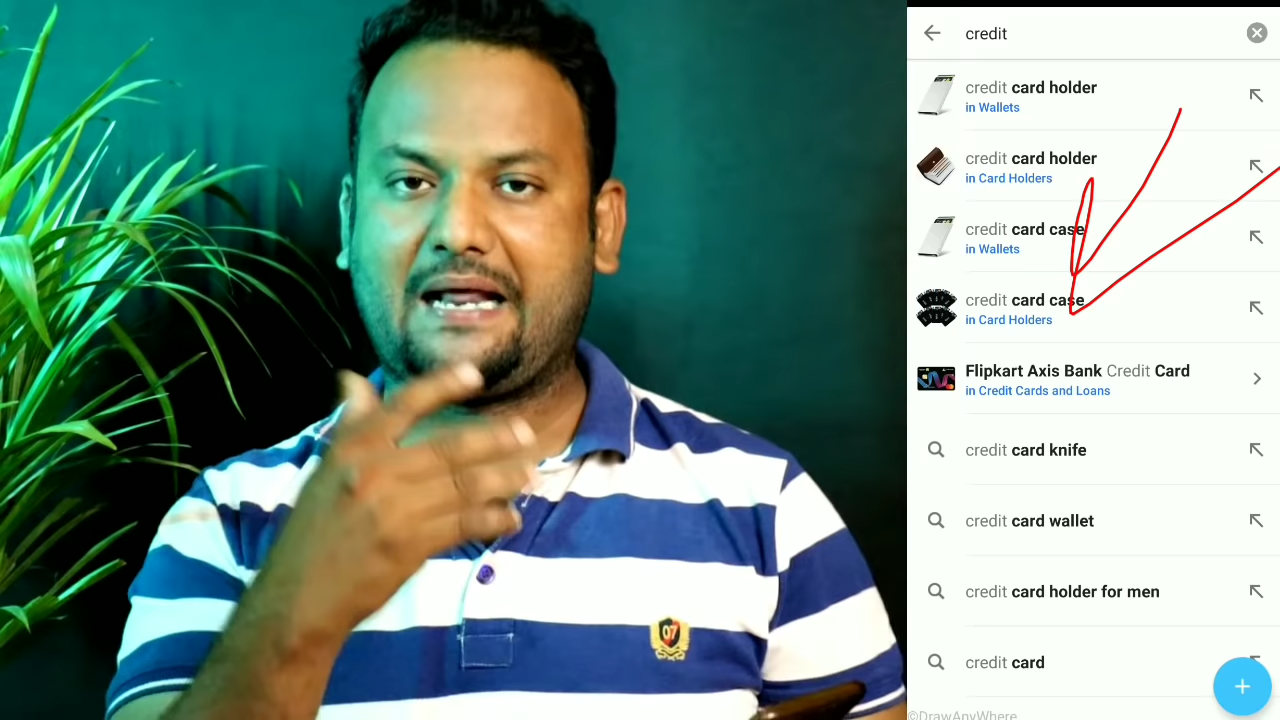 credit
credit card holder
in Wallets
credit card holder
in Card Holders
credit card case
in Wallets
credit card case
in Card Holders
Flipkart Axis Bank Credit Card
in Credit Cards and Loans
credit card knife
credit card wallet
credit card holder for men
07
credit card
©DrawAnyWhere